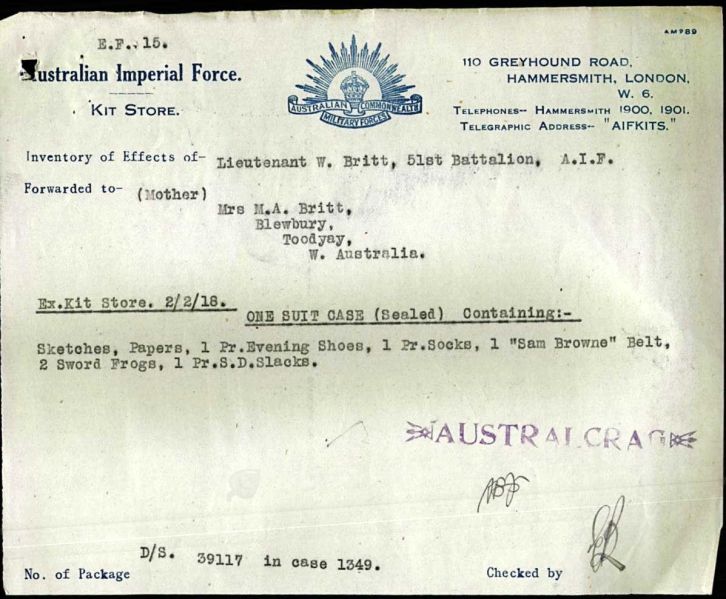 AM989
E.F. 15.
Australian Imperial Force.
KIT STORE.
AUSTRALIAN COMMONWEALTH
MILITARY FORCES
110 GREYHOUND ROAD,
HAMMERSMITH, LONDON,
W. 6.
TELEPHONES-- HAMMERSMITH 1900, 1901.
TELEGRAPHIC ADDRESS-- "AIFKITS."
Inventory of Effects of- Lieutenant W. Britt, 51st Battalion, A.I.F.
Forwarded to- (Mother)
Mrs M.A. Britt,
Blewbury,
Toodyay,
W. Australia.
Ex.Kit Store. 2/2/18.
ONE SUIT CASE (Sealed) Containing:-
Sketches, Papers, 1 Pr.Evening Shoes, 1 Pr.Socks, 1 "Sam Browne" Belt,
2 Sword Frogs, 1 Pr.S.D.Slacks.
AUSTRALCRAG
No. of Package D/S. 39117 in case 1349.
Checked by